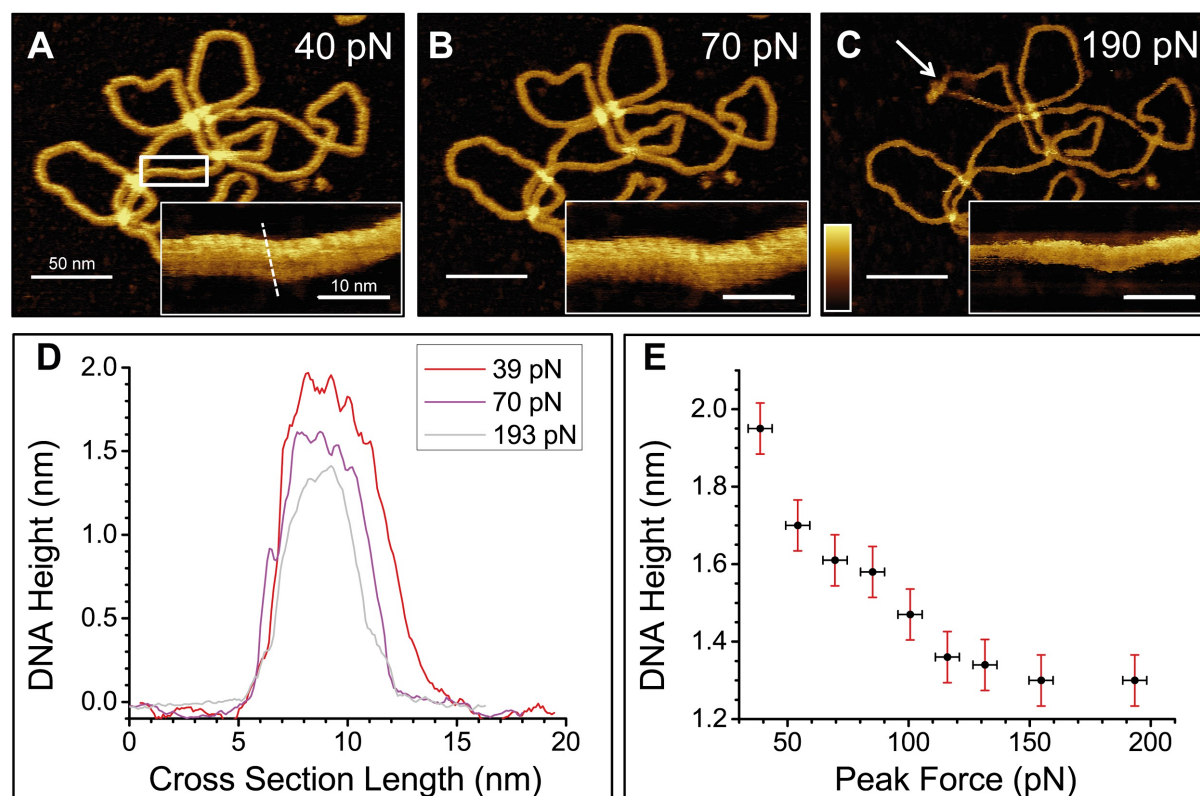 A 40 pN
B 70 pN
C 190 pN
50 nm
10 nm
D
39 pN
70 pN
193 pN
2.0
1.5
1.0
0.5
0.0
0 5 10 15 20
DNA Height (nm)
Cross Section Length (nm)
E
2.0
1.8
1.6
1.4
1.2
50 100 150 200
DNA Height (nm)
Peak Force (pN)